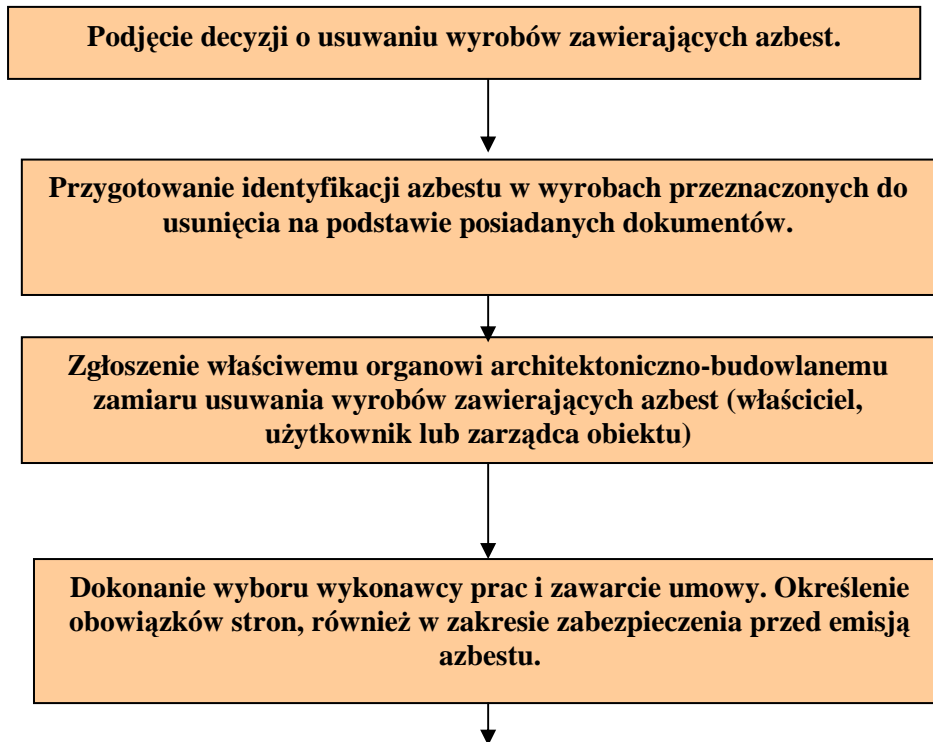 Podjęcie decyzji o usuwaniu wyrobów zawierających azbest.
Przygotowanie identyfikacji azbestu w wyrobach przeznaczonych do
usunięcia na podstawie posiadanych dokumentów.
Zgłoszenie właściwemu organowi architektoniczno-budowlanemu
zamiaru usuwania wyrobów zawierających azbest (właściciel,
użytkownik lub zarządca obiektu)
Dokonanie wyboru wykonawcy prac i zawarcie umowy. Określenie
obowiązków stron, również w zakresie zabezpieczenia przed emisją
azbestu.